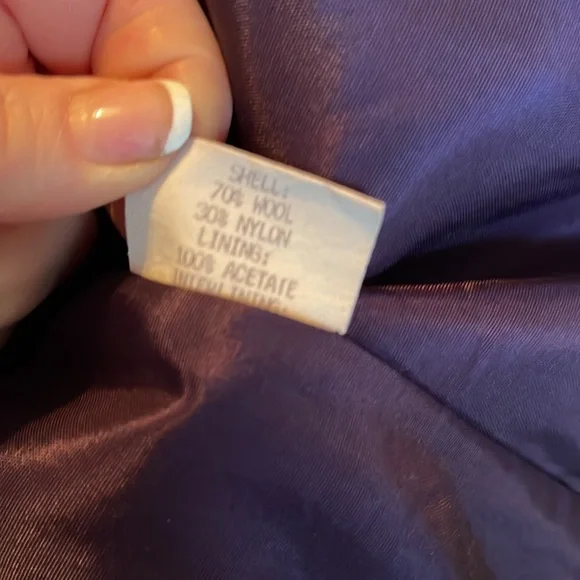 SHELL:
70% WOOL
30% NYLON
LINING:
100% ACETATE